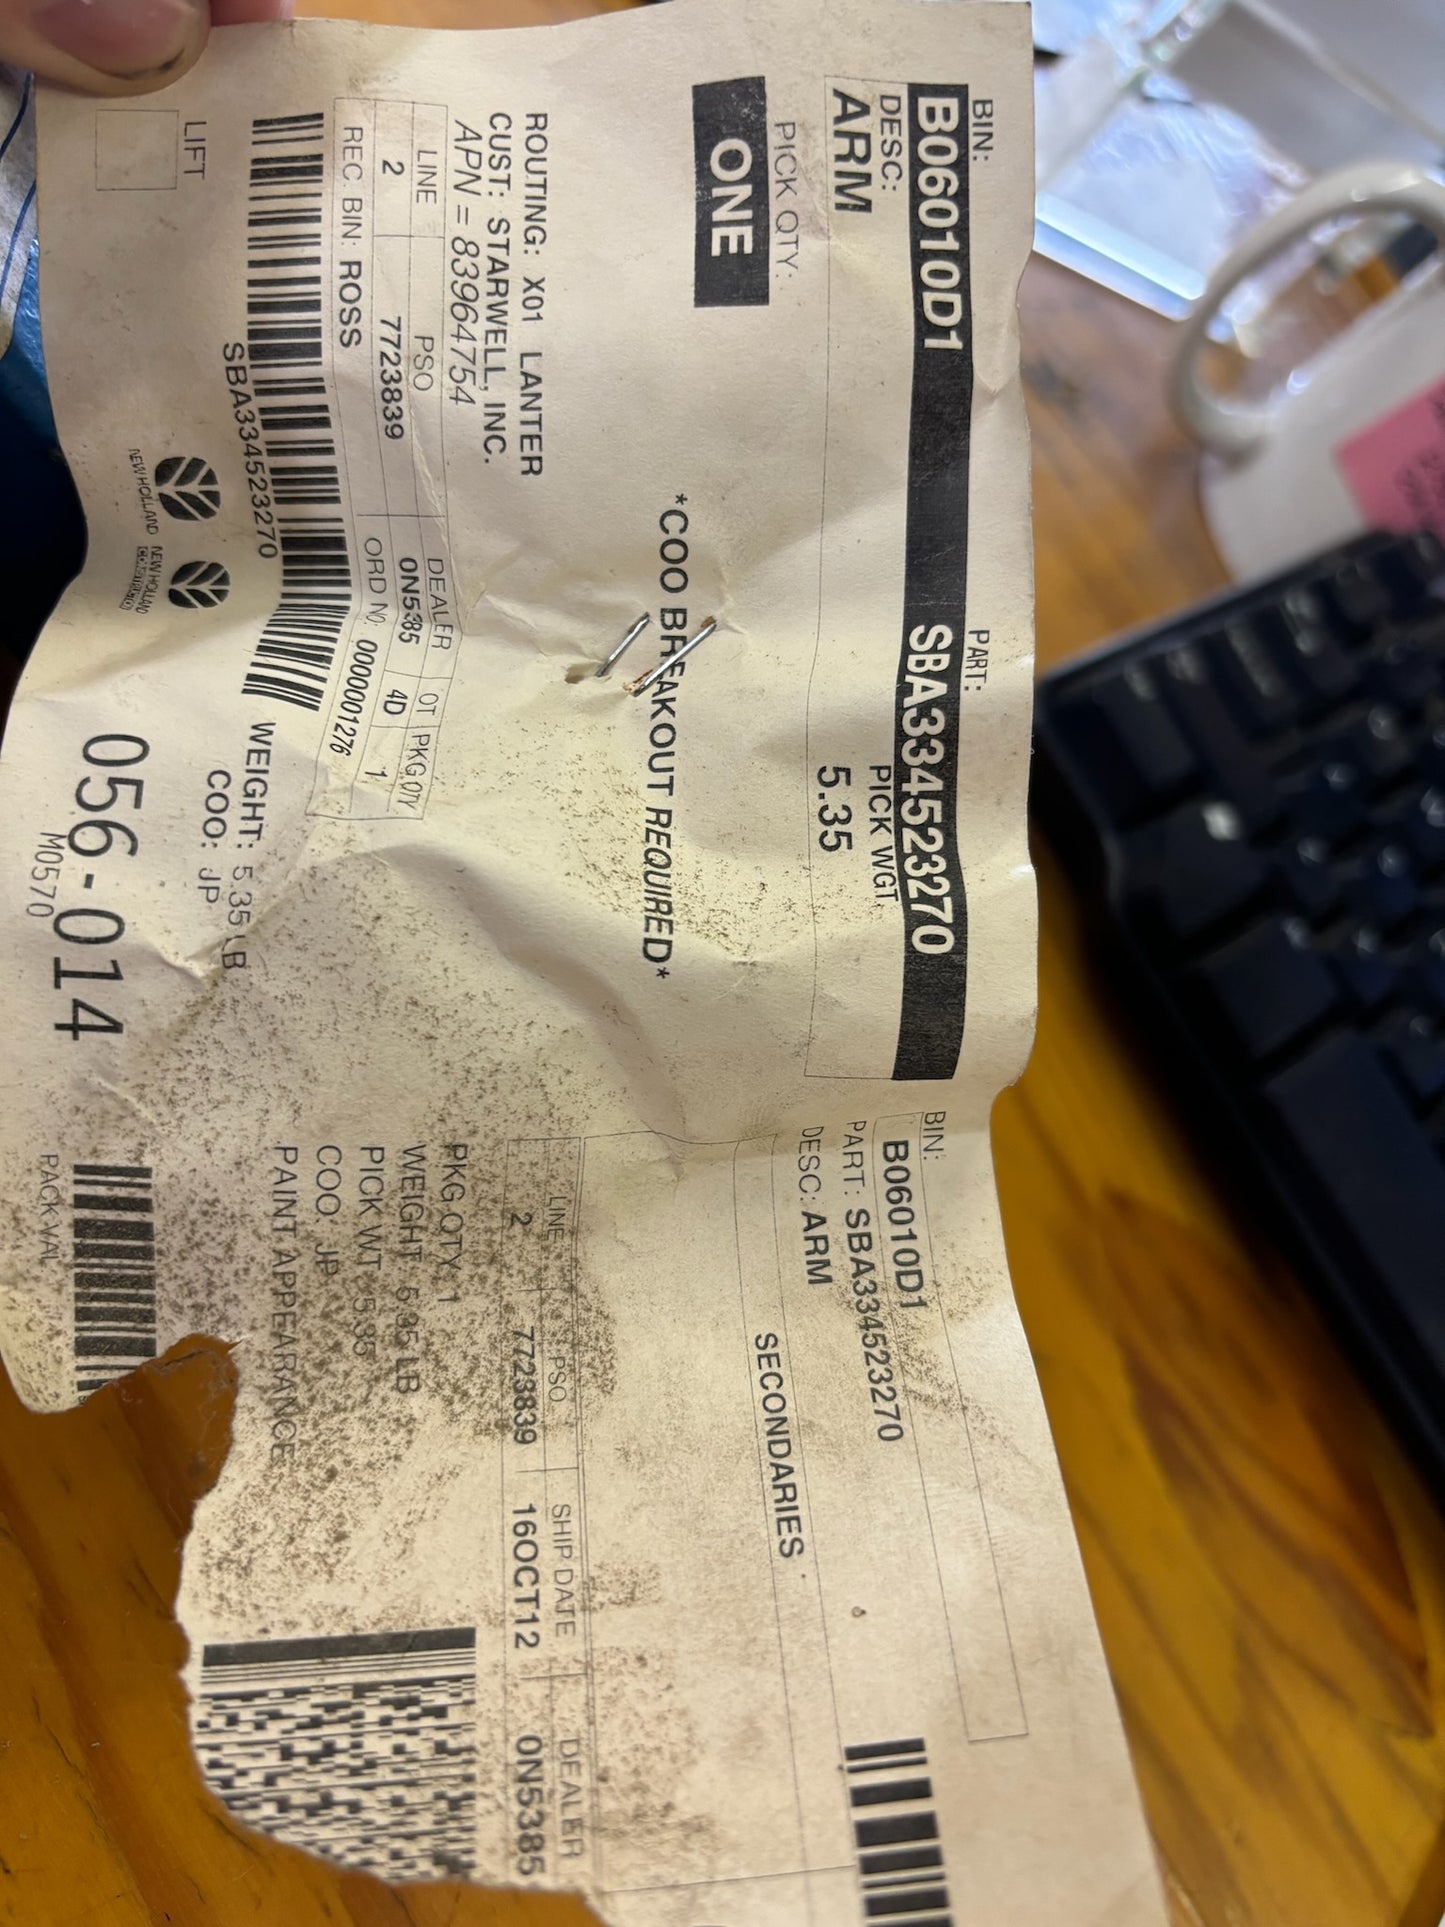 BIN: PART:
B06010D1 SBA334523270
DESC: PICK WGT
ARM 5.35
PICK QTY:
ONE
*COO BREAKOUT REQUIRED*
ROUTING: X01 LANTER
CUST: STARWELL, INC.
APN = 83964754
LINE PSO DEALER OT PKG QTY
2 7723839 0N5385 4D 1
REC. BIN: ROSS ORD No. 0000001276
SBA334523270
WEIGHT: 5.35 LB
COO: JP
LIFT
NEW HOLLAND
NEW HOLLAND
CONSTRUCTION
056-014
M0570
BIN:
B06010D1
PART: SBA334523270
DESC: ARM
SECONDARIES
LINE PSO SHIP DATE DEALER
2 7723839 16OCT12 0N5385
PKG QTY 1
WEIGHT 5.35 LB
PICK WT 5.35
COO: JP
PAINT APPEARANCE
PACK VAL